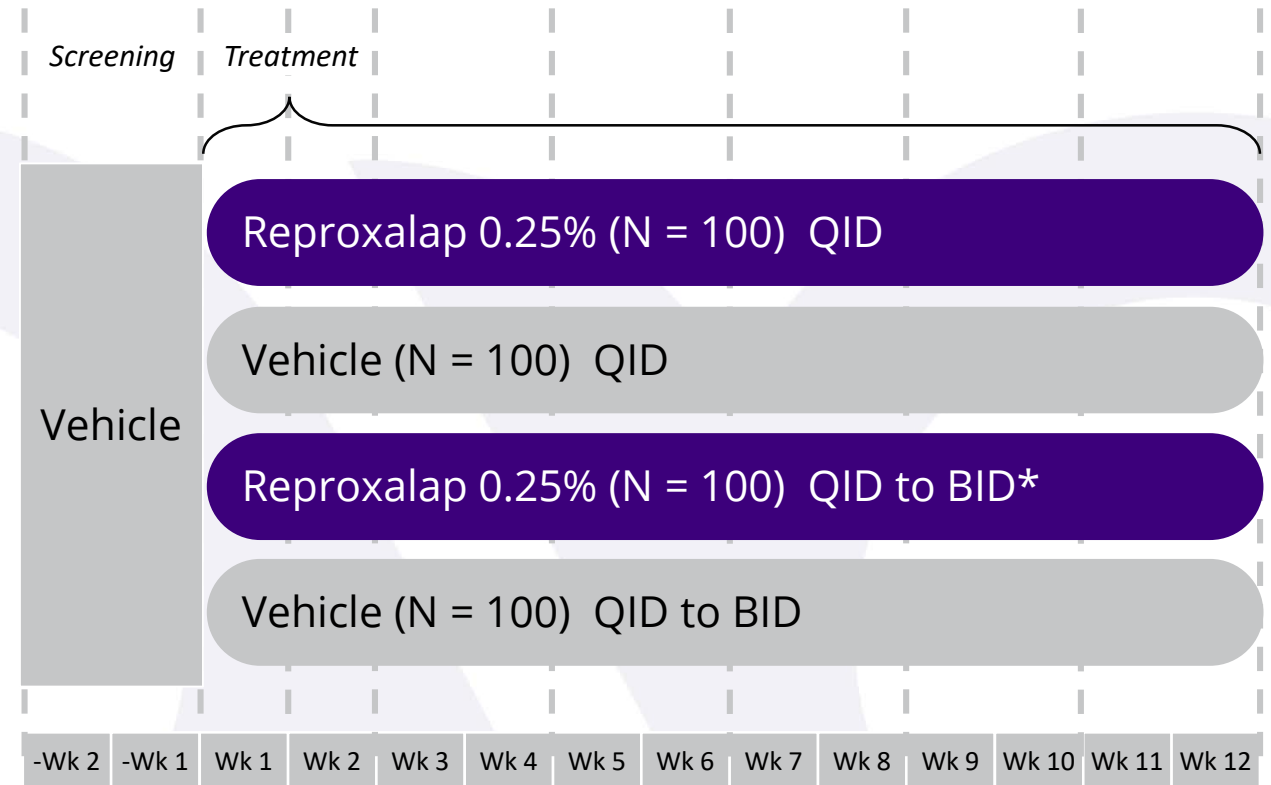 Screening Treatment
Vehicle
Reproxalap 0.25% (N = 100) QID
Vehicle (N = 100) QID
Reproxalap 0.25% (N = 100) QID to BID*
Vehicle (N = 100) QID to BID
-Wk 2 -Wk 1 Wk 1 Wk 2 Wk 3 Wk 4 Wk 5 Wk 6 Wk 7 Wk 8 Wk 9 Wk 10 Wk 11 Wk 12